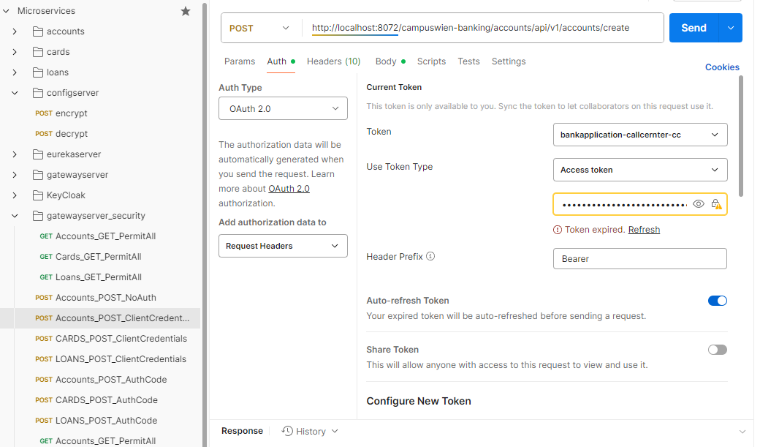 Microservices
accounts
cards
loans
configserver
POST encrypt
POST decrypt
eurekaserver
gatewayserver
KeyCloak
gatewayserver_security
GET Accounts_GET_PermitAll
GET Cards_GET_PermitAll
GET Loans_GET_PermitAll
POST Accounts_POST_NoAuth
POST Accounts_POST_ClientCredent...
POST CARDS_POST_ClientCredentials
POST LOANS_POST_ClientCredentials
POST Accounts_POST_AuthCode
POST CARDS_POST_AuthCode
POST LOANS_POST_AuthCode
GET Accounts_GET_PermitAll
POST http://localhost:8072/campuswien-banking/accounts/api/v1/accounts/create Send
Params Auth Headers (10) Body Scripts Tests Settings
Cookies
Auth Type
OAuth 2.0
The authorization data will be
automatically generated when
you send the request. Learn
more about OAuth 2.0
authorization.
Add authorization data to
Request Headers
Current Token
This token is only available to you. Sync the token to let collaborators on this request use it.
Token bankapplication-callcernter-cc
Use Token Type Access token
Token expired. Refresh
Header Prefix Bearer
Auto-refresh Token
Your expired token will be auto-refreshed before sending a request.
Share Token
This will allow anyone with access to this request to view and use it.
Configure New Token
Response History